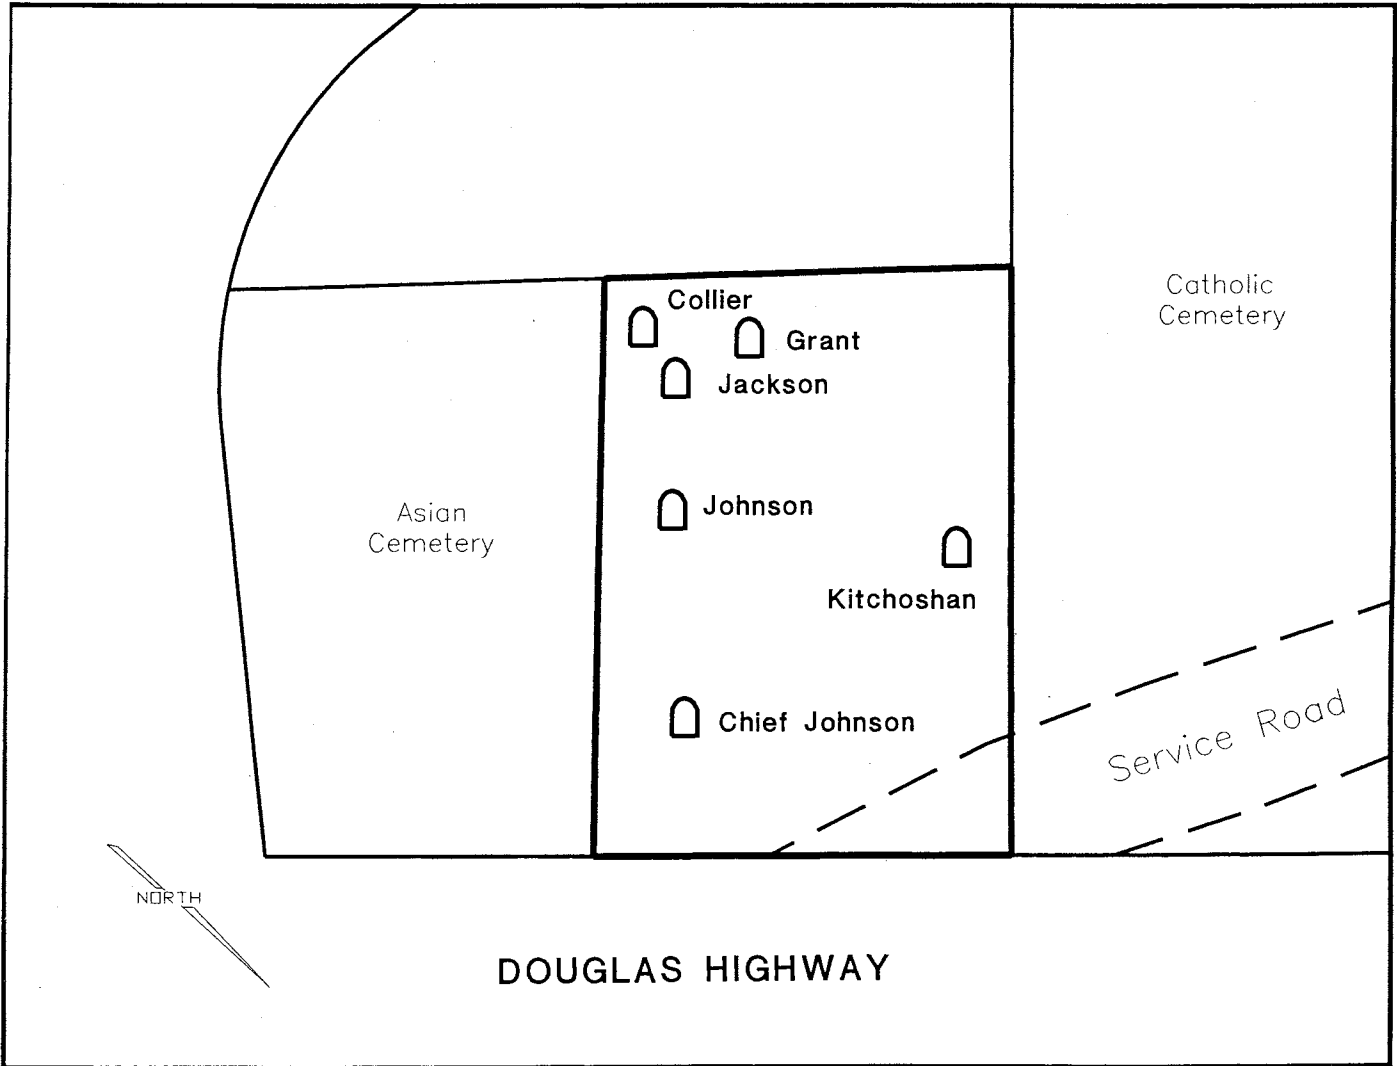 Collier
Grant
Jackson
Catholic
Cemetery
Johnson
Asian
Cemetery
Kitchoshan
Chief Johnson
Service Road
NORTH
DOUGLAS HIGHWAY